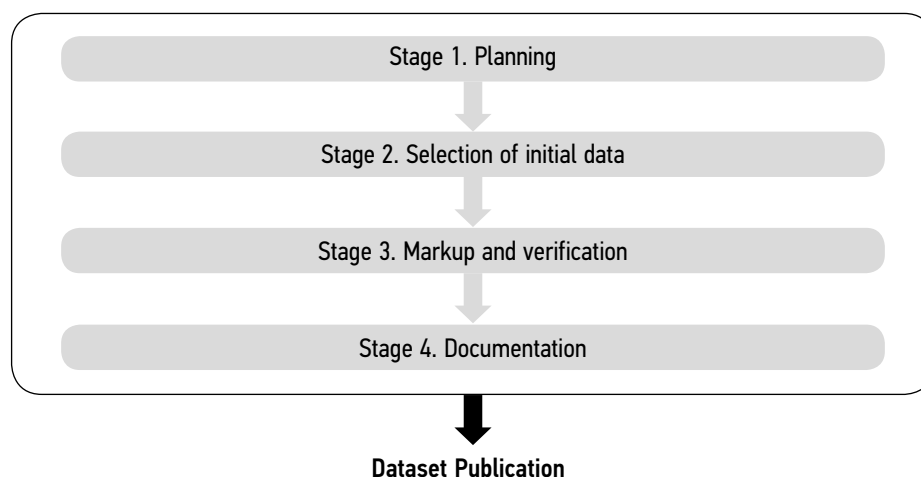 Stage 1. Planning
Stage 2. Selection of initial data
Stage 3. Markup and verification
Stage 4. Documentation
Dataset Publication